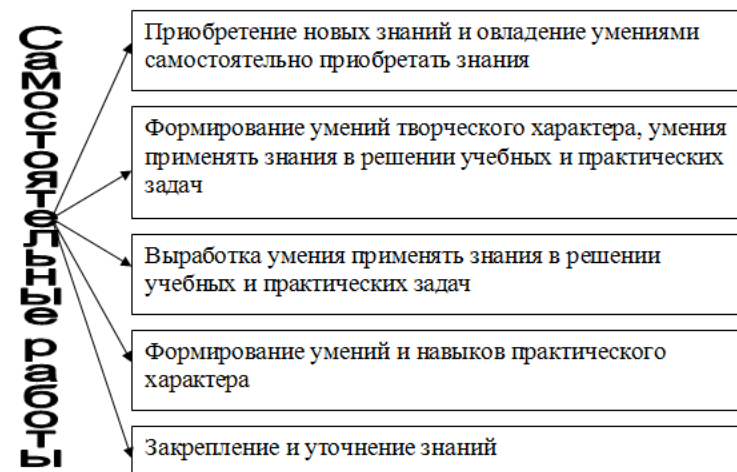 Самостоятельные работы
Приобретение новых знаний и овладение умениями
самостоятельно приобретать знания
Формирование умений творческого характера, умения
применять знания в решении учебных и практических
задач
Выработка умения применять знания в решении
учебных и практических задач
Формирование умений и навыков практического
характера
Закрепление и уточнение знаний